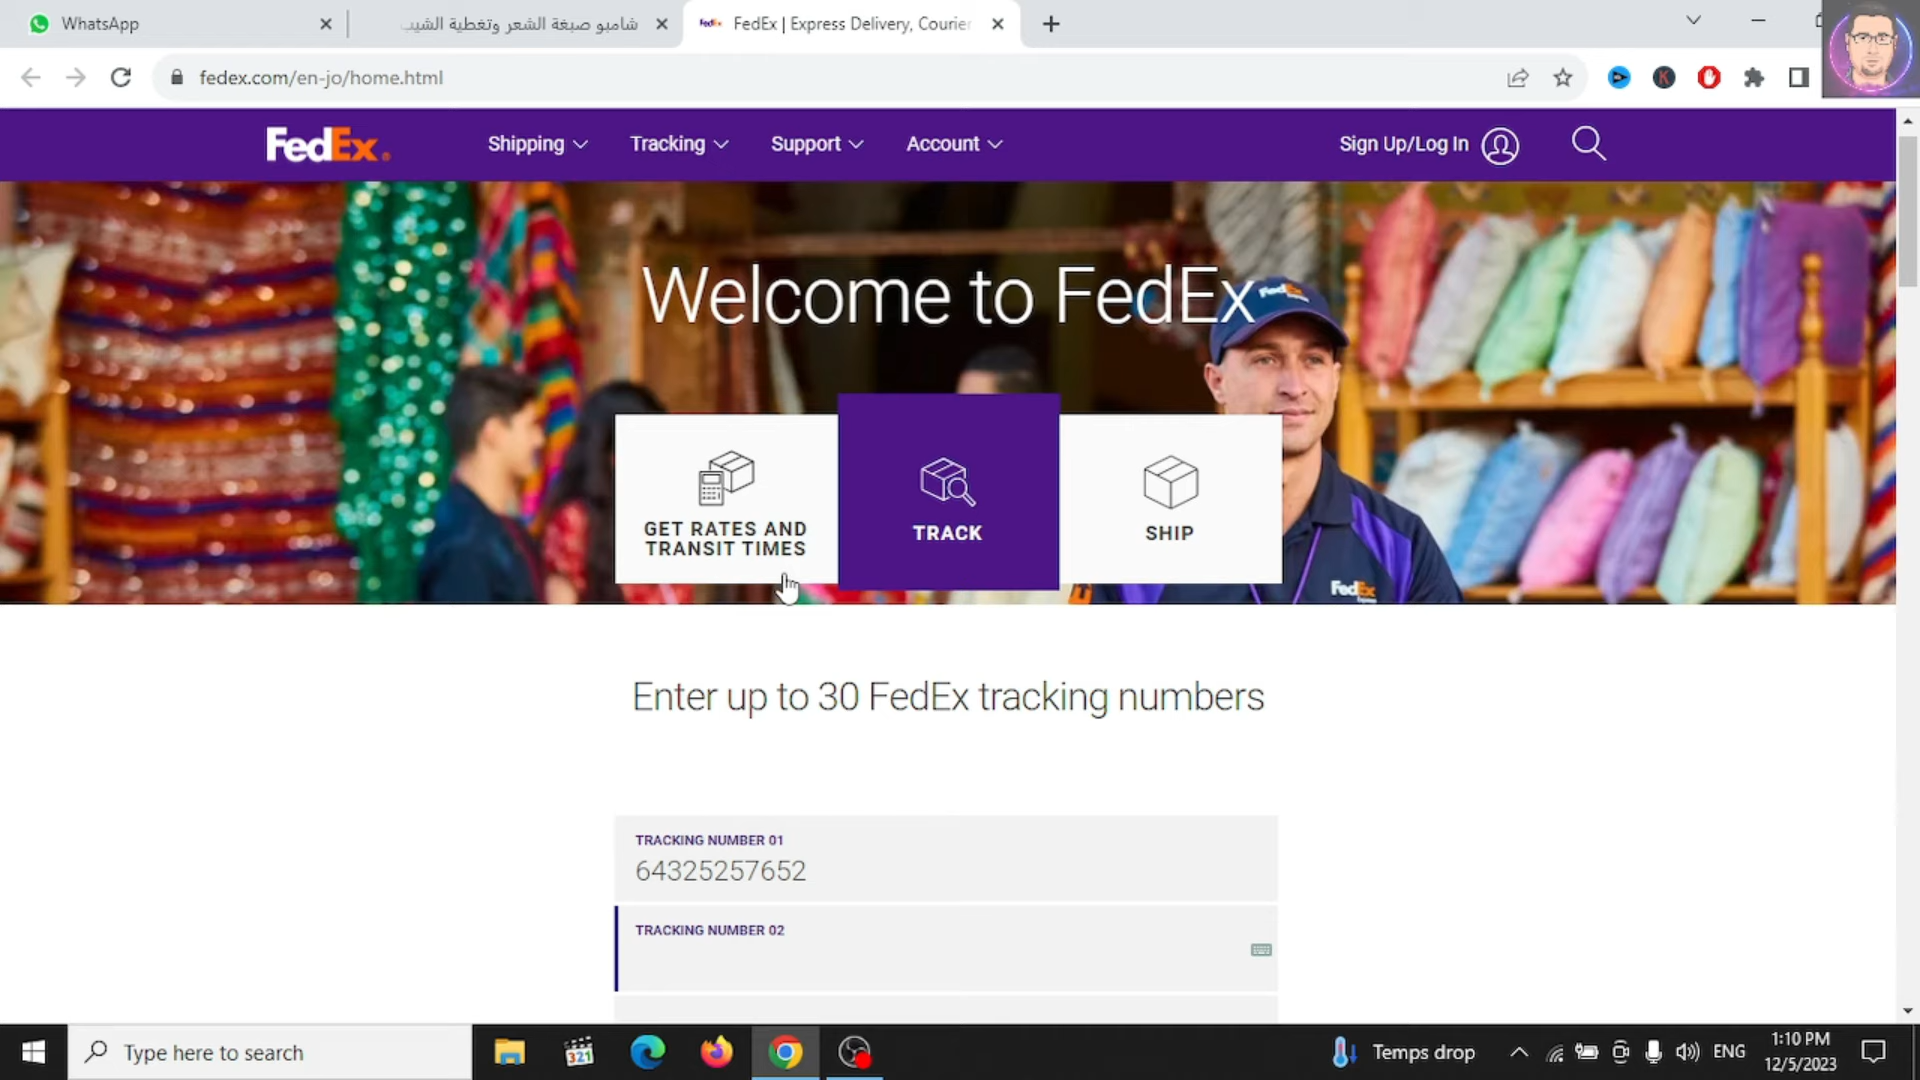 WhatsApp
شامبو صبغة الشعر وتغطية الشيب
FedEx | Express Delivery, Courier
fedex.com/en-jo/home.html
FedEx
Shipping
Tracking
Support
Account
Sign Up/Log In
Welcome to FedEx
FedEx
GET RATES AND
TRANSIT TIMES
TRACK
SHIP
FedEx
Enter up to 30 FedEx tracking numbers
TRACKING NUMBER 01
64325257652
TRACKING NUMBER 02
Type here to search
321
Temps drop
ENG
1:10 PM
12/5/2023